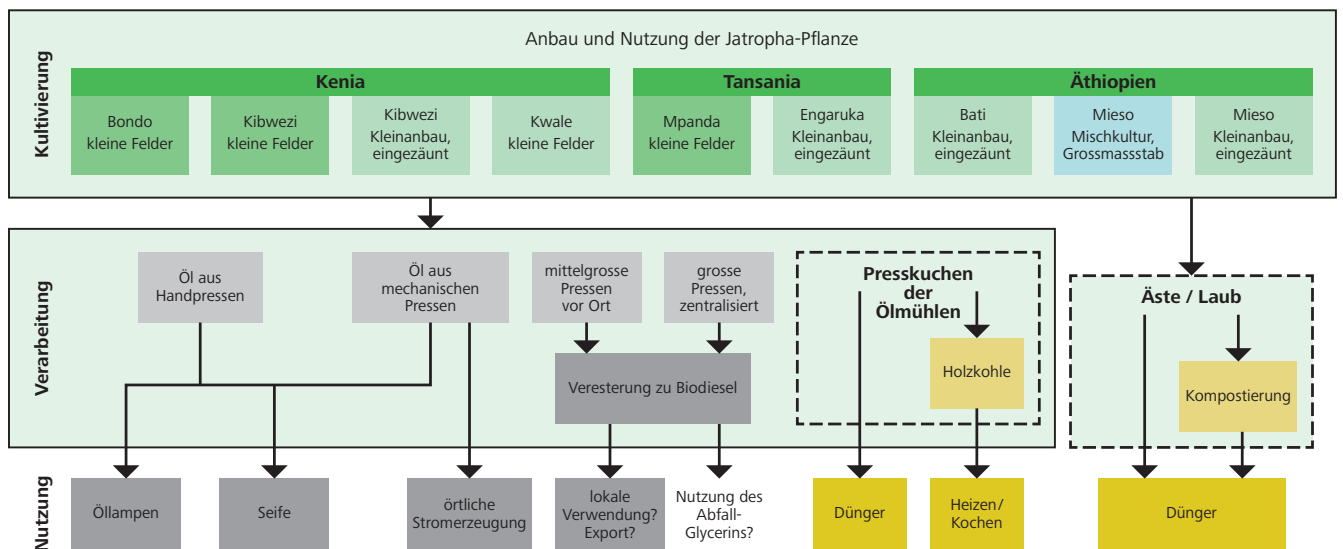 Kultivierung
Anbau und Nutzung der Jatropha-Pflanze
Kenia
Bondo
kleine Felder
Kibwezi
kleine Felder
Kibwezi
Kleinanbau,
eingezäunt
Kwale
kleine Felder
Tansania
Mpanda
kleine Felder
Engaruka
Kleinanbau,
eingezäunt
Äthiopien
Bati
Kleinanbau,
eingezäunt
Mieso
Mischkultur,
Grossmassstab
Mieso
Kleinanbau,
eingezäunt
Verarbeitung
Öl aus
Handpressen
Öl aus
mechanischen
Pressen
mittelgrosse
Pressen
vor Ort
grosse
Pressen,
zentralisiert
Veresterung zu Biodiesel
Presskuchen
der
Ölmühlen
Holzkohle
Äste / Laub
Kompostierung
Nutzung
Öllampen
Seife
örtliche
Stromerzeugung
lokale
Verwendung?
Export?
Nutzung des
Abfall-
Glycerins?
Dünger
Heizen/
Kochen
Dünger